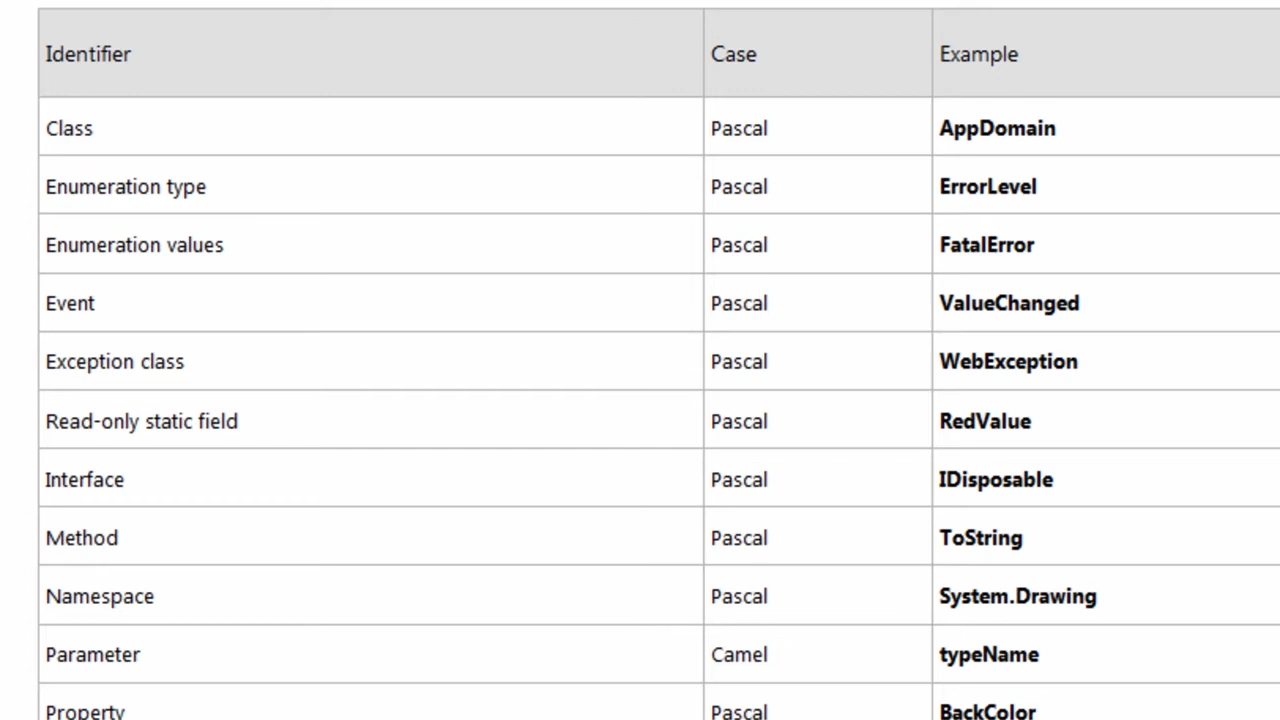 Identifier Case Example
Class Pascal AppDomain
Enumeration type Pascal ErrorLevel
Enumeration values Pascal FatalError
Event Pascal ValueChanged
Exception class Pascal WebException
Read-only static field Pascal RedValue
Interface Pascal IDisposable
Method Pascal ToString
Namespace Pascal System.Drawing
Parameter Camel typeName
Property Pascal BackColor